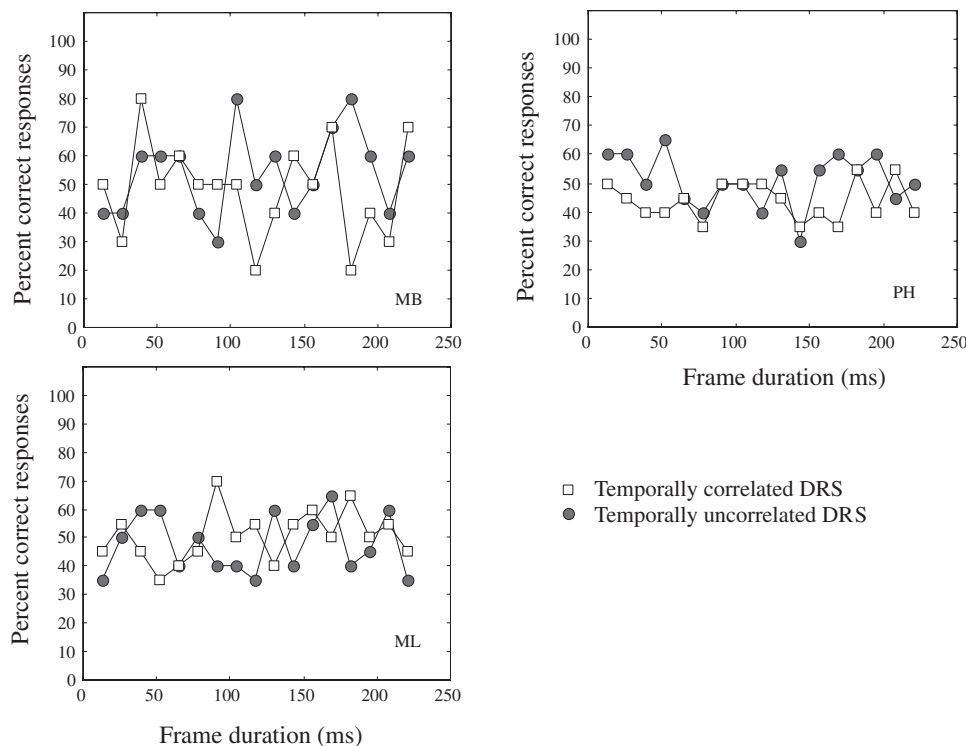 Percent correct responses
100
90
80
70
60
50
40
30
20
10
0
0 50 100 150 200 250
MB
Percent correct responses
100
90
80
70
60
50
40
30
20
10
0
0 50 100 150 200 250
PH
Frame duration (ms)
Percent correct responses
100
90
80
70
60
50
40
30
20
10
0
0 50 100 150 200 250
ML
Frame duration (ms)
Temporally correlated DRS
Temporally uncorrelated DRS